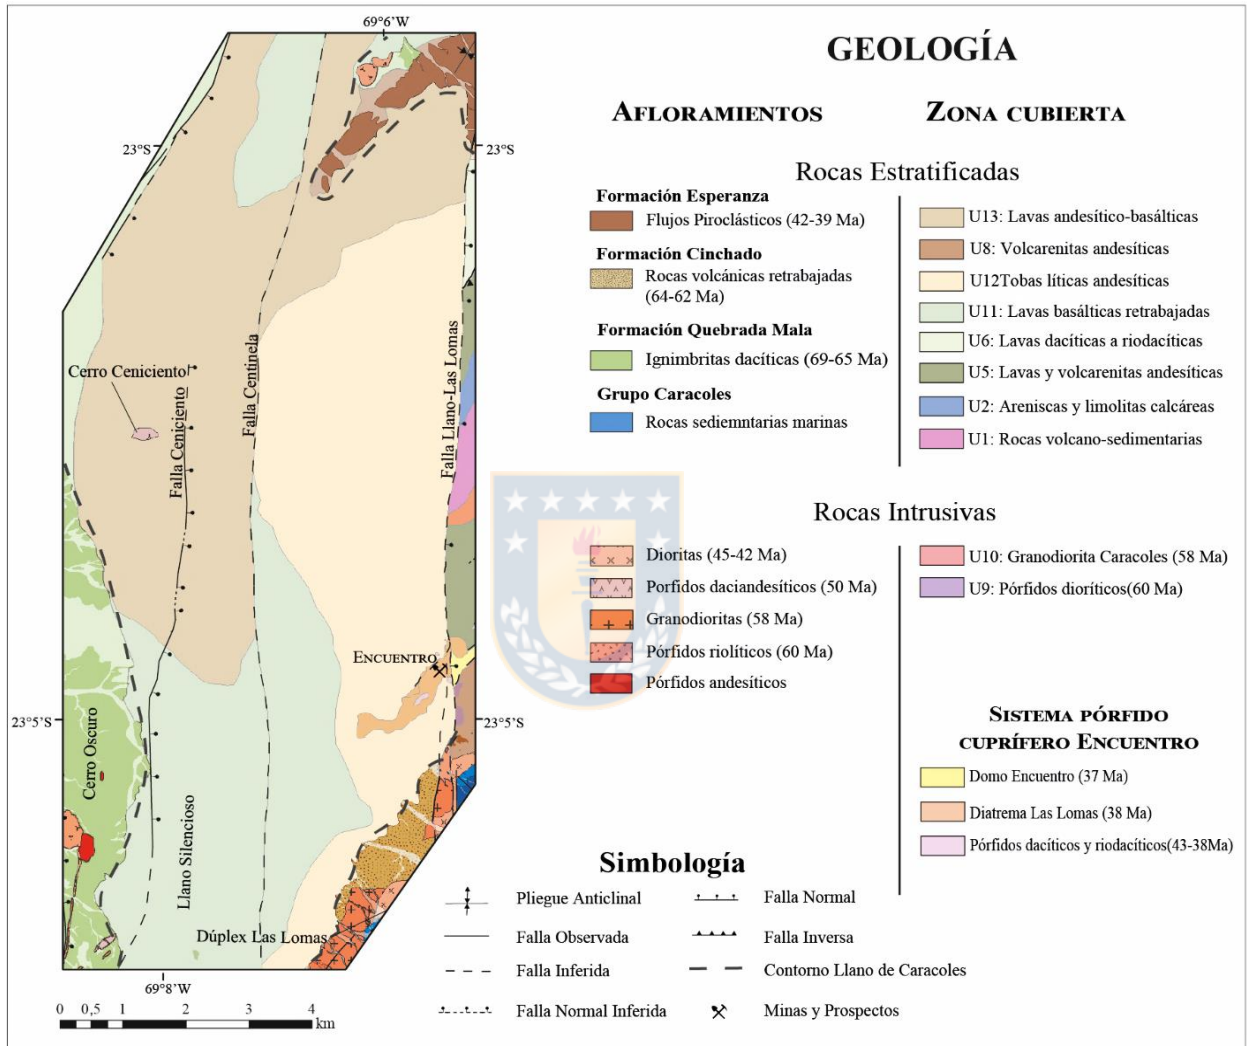 69°6'W
23°S
23°S
Cerro Ceniciento
Falla Ceniciento
Falla Centinela
Falla Llano-Las Lomas
ENCUENTRO
23°5'S
23°5'S
Cerro Oscuro
Llano Silencioso
Dúplex Las Lomas
69°8'W
0 0,5 1 2 3 4
km
GEOLOGÍA
AFLORAMIENTOS
ZONA CUBIERTA
Rocas Estratificadas
Formación Esperanza
Flujos Piroclásticos (42-39 Ma)
Formación Cinchado
Rocas volcánicas retrabajadas
(64-62 Ma)
Formación Quebrada Mala
Ignimbritas dacíticas (69-65 Ma)
Grupo Caracoles
Rocas sediemntarias marinas
U13: Lavas andesítico-basálticas
U8: Volcarenitas andesíticas
U12Tobas líticas andesíticas
U11: Lavas basálticas retrabajadas
U6: Lavas dacíticas a riodacíticas
U5: Lavas y volcarenitas andesíticas
U2: Areniscas y limolitas calcáreas
U1: Rocas volcano-sedimentarias
Rocas Intrusivas
Dioritas (45-42 Ma)
Porfidos daciandesíticos (50 Ma)
Granodioritas (58 Ma)
Pórfidos riolíticos (60 Ma)
Pórfidos andesíticos
U10: Granodiorita Caracoles (58 Ma)
U9: Pórfidos dioríticos(60 Ma)
SISTEMA PÓRFIDO
CUPRÍFERO ENCUENTRO
Domo Encuentro (37 Ma)
Diatrema Las Lomas (38 Ma)
Pórfidos dacíticos y riodacíticos(43-38Ma)
Simbología
Pliegue Anticlinal
Falla Observada
Falla Inferida
Falla Normal Inferida
Falla Normal
Falla Inversa
Contorno Llano de Caracoles
Minas y Prospectos